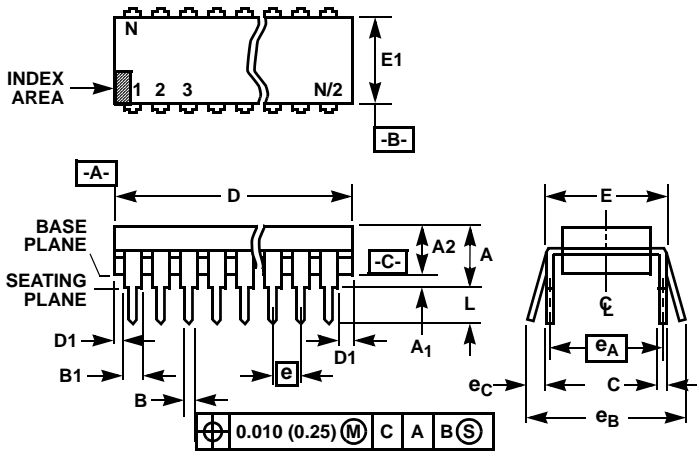 N
INDEX
AREA
1 2 3 N/2
E1
-B-
-A-
D
E
BASE
PLANE
A2
A
-C-
SEATING
PLANE
L
C
L
D1
A1
D1
eA
B1
e
eC
C
B
eB
0.010 (0.25) M C A B S